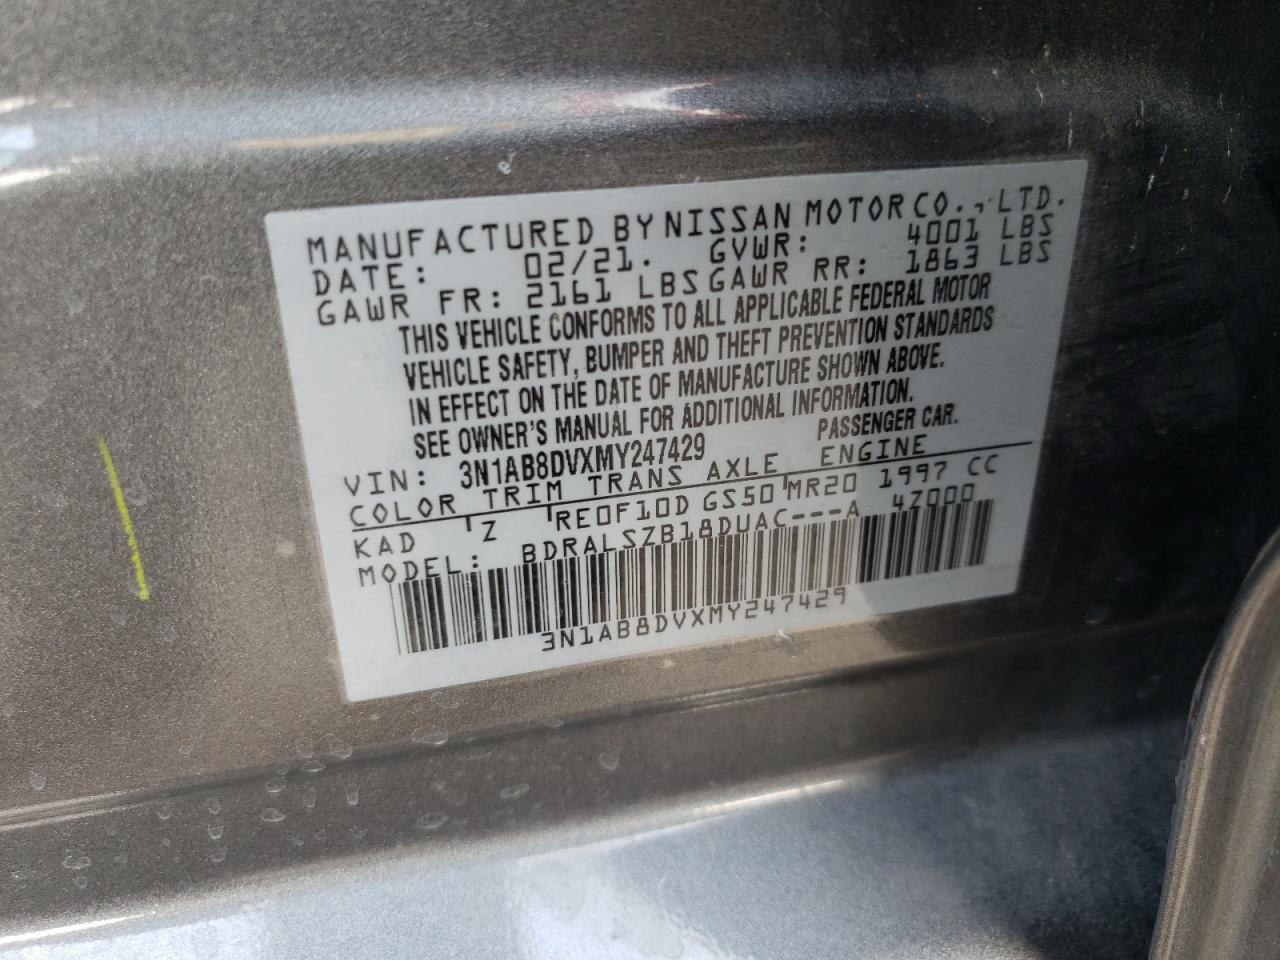 MANUFACTURED BY NISSAN MOTOR CO., LTD.
DATE: 02/21. GVWR: 4001 LBS
GAWR FR: 2161 LBS GAWR RR: 1863 LBS
THIS VEHICLE CONFORMS TO ALL APPLICABLE FEDERAL MOTOR
VEHICLE SAFETY, BUMPER AND THEFT PREVENTION STANDARDS
IN EFFECT ON THE DATE OF MANUFACTURE SHOWN ABOVE.
SEE OWNER'S MANUAL FOR ADDITIONAL INFORMATION.
VIN: 3N1AB8DVXMY247429 PASSENGER CAR.
COLOR TRIM TRANS AXLE ENGINE
KAD Z RE0F10D GS50 MR20 1997 CC
MODEL: BDRALSZB18DUAC---A 4Z000
3N1AB8DVXMY247429